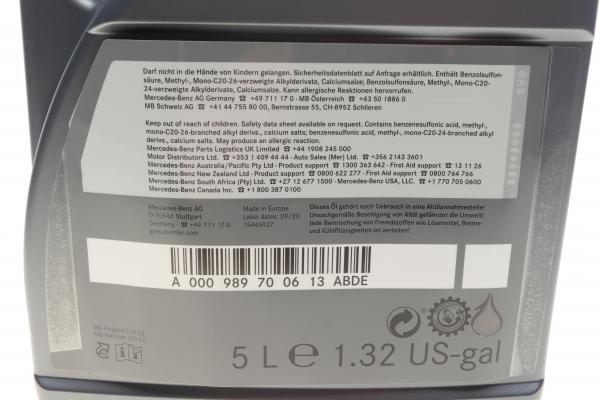 Darf nicht in die Hände von Kindern gelangen. Sicherheitsdatenblatt auf Anfrage erhältlich. Enthält Benzolsulfon-
säure, Methyl-, Mono-C20-26-verzweigte Alkylderivate, Calciumsalze; Benzolsulfonsäure, Methyl-, Mono-C20-
24-verzweigte Alkylderivate, Calciumsalze. Kann allergische Reaktionen hervorrufen.
Mercedes-Benz AG Germany ☎ +49 711 17 0 · MB Österreich ☎ +43 50 1886 0
MB Schweiz AG ☎ +41 44 755 80 00, Bernstrasse 55, CH-8952 Schlieren
Keep out of reach of children. Safety data sheet available on request. Contains benzenesulfonic acid, methyl-,
mono-C20-26-branched alkyl derivs., calcium salts; benzenesulfonic acid, methyl-, mono-C20-24-branched alkyl
derivs., calcium salts. May produce an allergic reaction.
Mercedes-Benz Parts Logistics UK Limited ☎ +44 1908 245 000
Motor Distributors Ltd. ☎ +353 1 409 44 44 · Auto Sales (Mer) Ltd. ☎ +356 2143 3601
Mercedes-Benz Australia/Pacific Pty Ltd · Product support ☎ 1300 363 642 · First Aid support ☎ 13 11 26
Mercedes-Benz New Zealand Ltd · Product support ☎ 0800 622 277 · First Aid support ☎ 0800 764 766
Mercedes-Benz South Africa (Pty) Ltd. ☎ +27 12 677 1500 · Mercedes-Benz USA, LLC. ☎ +1 770 705 0600
Mercedes-Benz Canada Inc. ☎ +1 800 387 0100
Mercedes-Benz AG
D-70546 Stuttgart
Germany - ☎ +49 711 17-0
qms.daimler.com
Made in Europe
Label dates: 09/20
15445927
Dieses Öl gehört nach Gebrauch in eine Altölannahmestelle!
Unsachgemäße Beseitigung von Altöl gefährdet die Umwelt!
Jede Beimischung von Fremdstoffen wie Lösemittel, Brems-
und Kühlflüssigkeiten ist verboten!
A 000 989 70 06 13 ABDE
MB-Freigabe 229.52
MB-Approval 229.52
5 L ℮ 1.32 US-gal